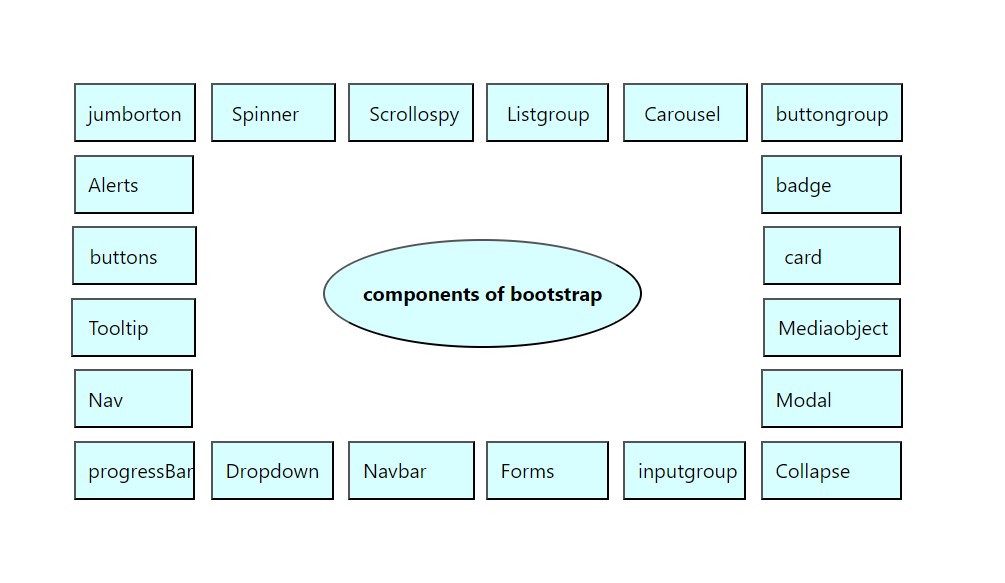 jumborton
Spinner
Scrollospy
Listgroup
Carousel
buttongroup
Alerts
badge
buttons
card
components of bootstrap
Tooltip
Mediaobject
Nav
Modal
progressBar
Dropdown
Navbar
Forms
inputgroup
Collapse